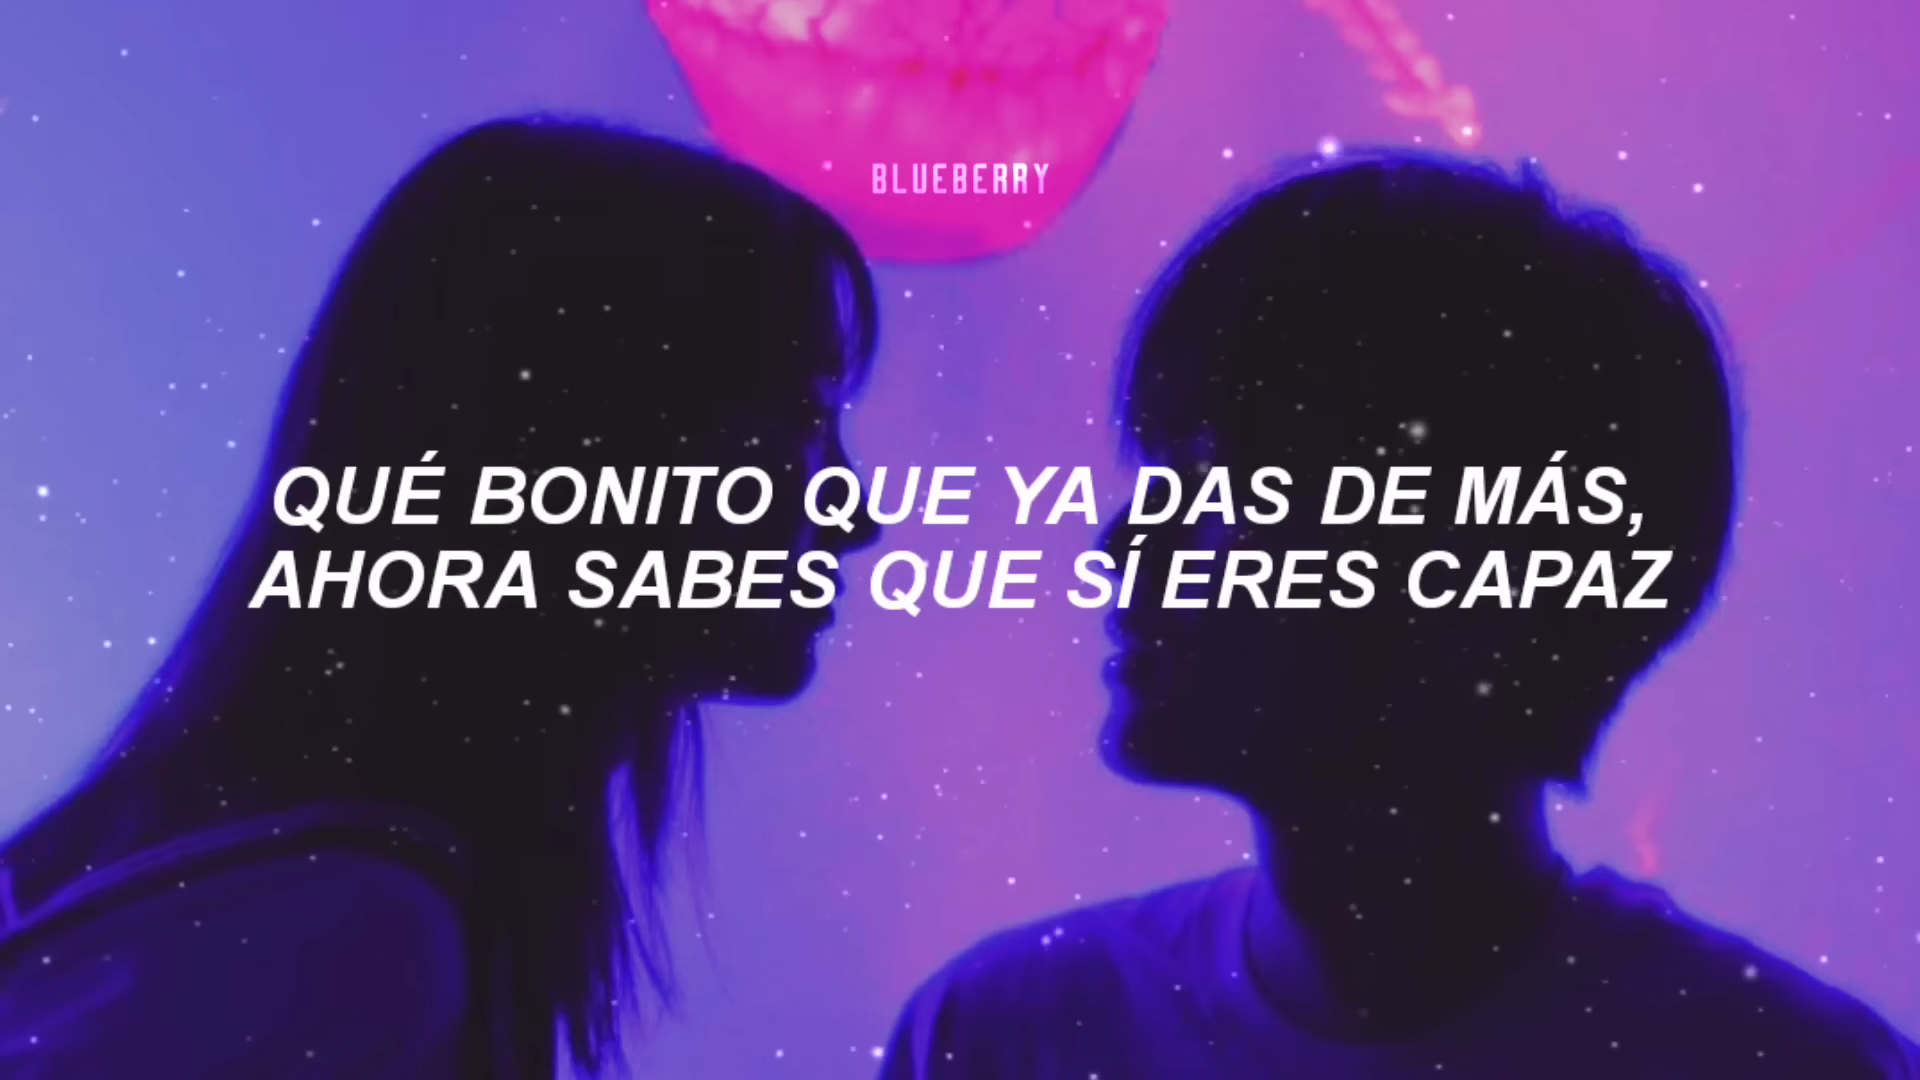 BLUEBERRY
QUÉ BONITO QUE YA DAS DE MÁS,
AHORA SABES QUE SÍ ERES CAPAZ